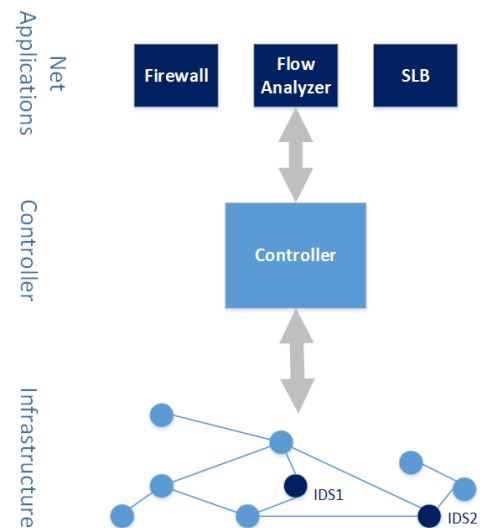 Net
Applications
Firewall
Flow
Analyzer
SLB
Controller
Controller
Infrastructure
IDS1
IDS2